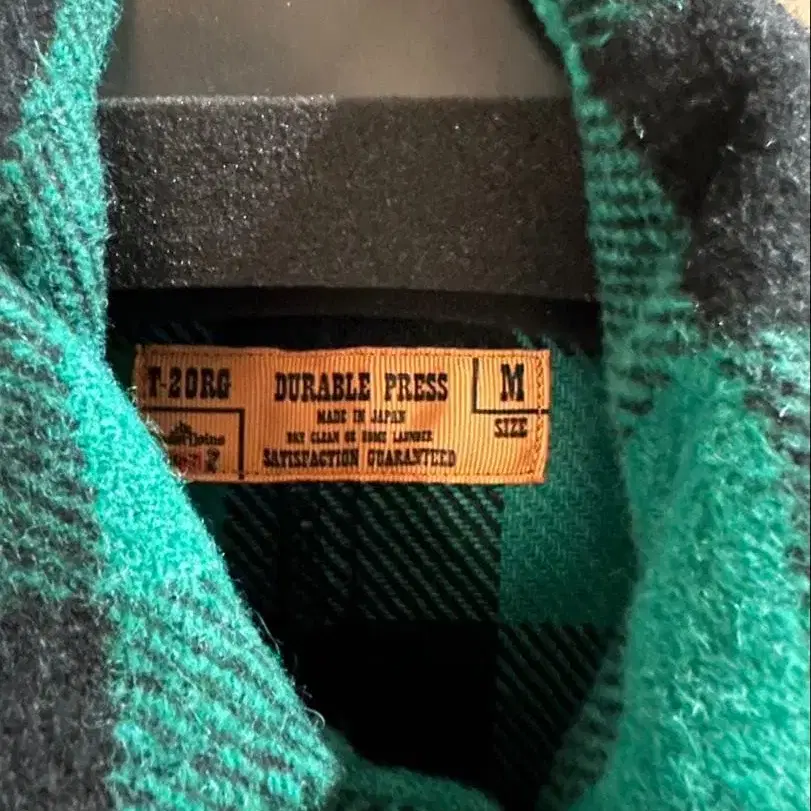 T-20RG
DURABLE PRESS
M
MADE IN JAPAN
SIZE
DRY CLEAN OR HOME LAUNDER
SATISFACTION GUARANTEED